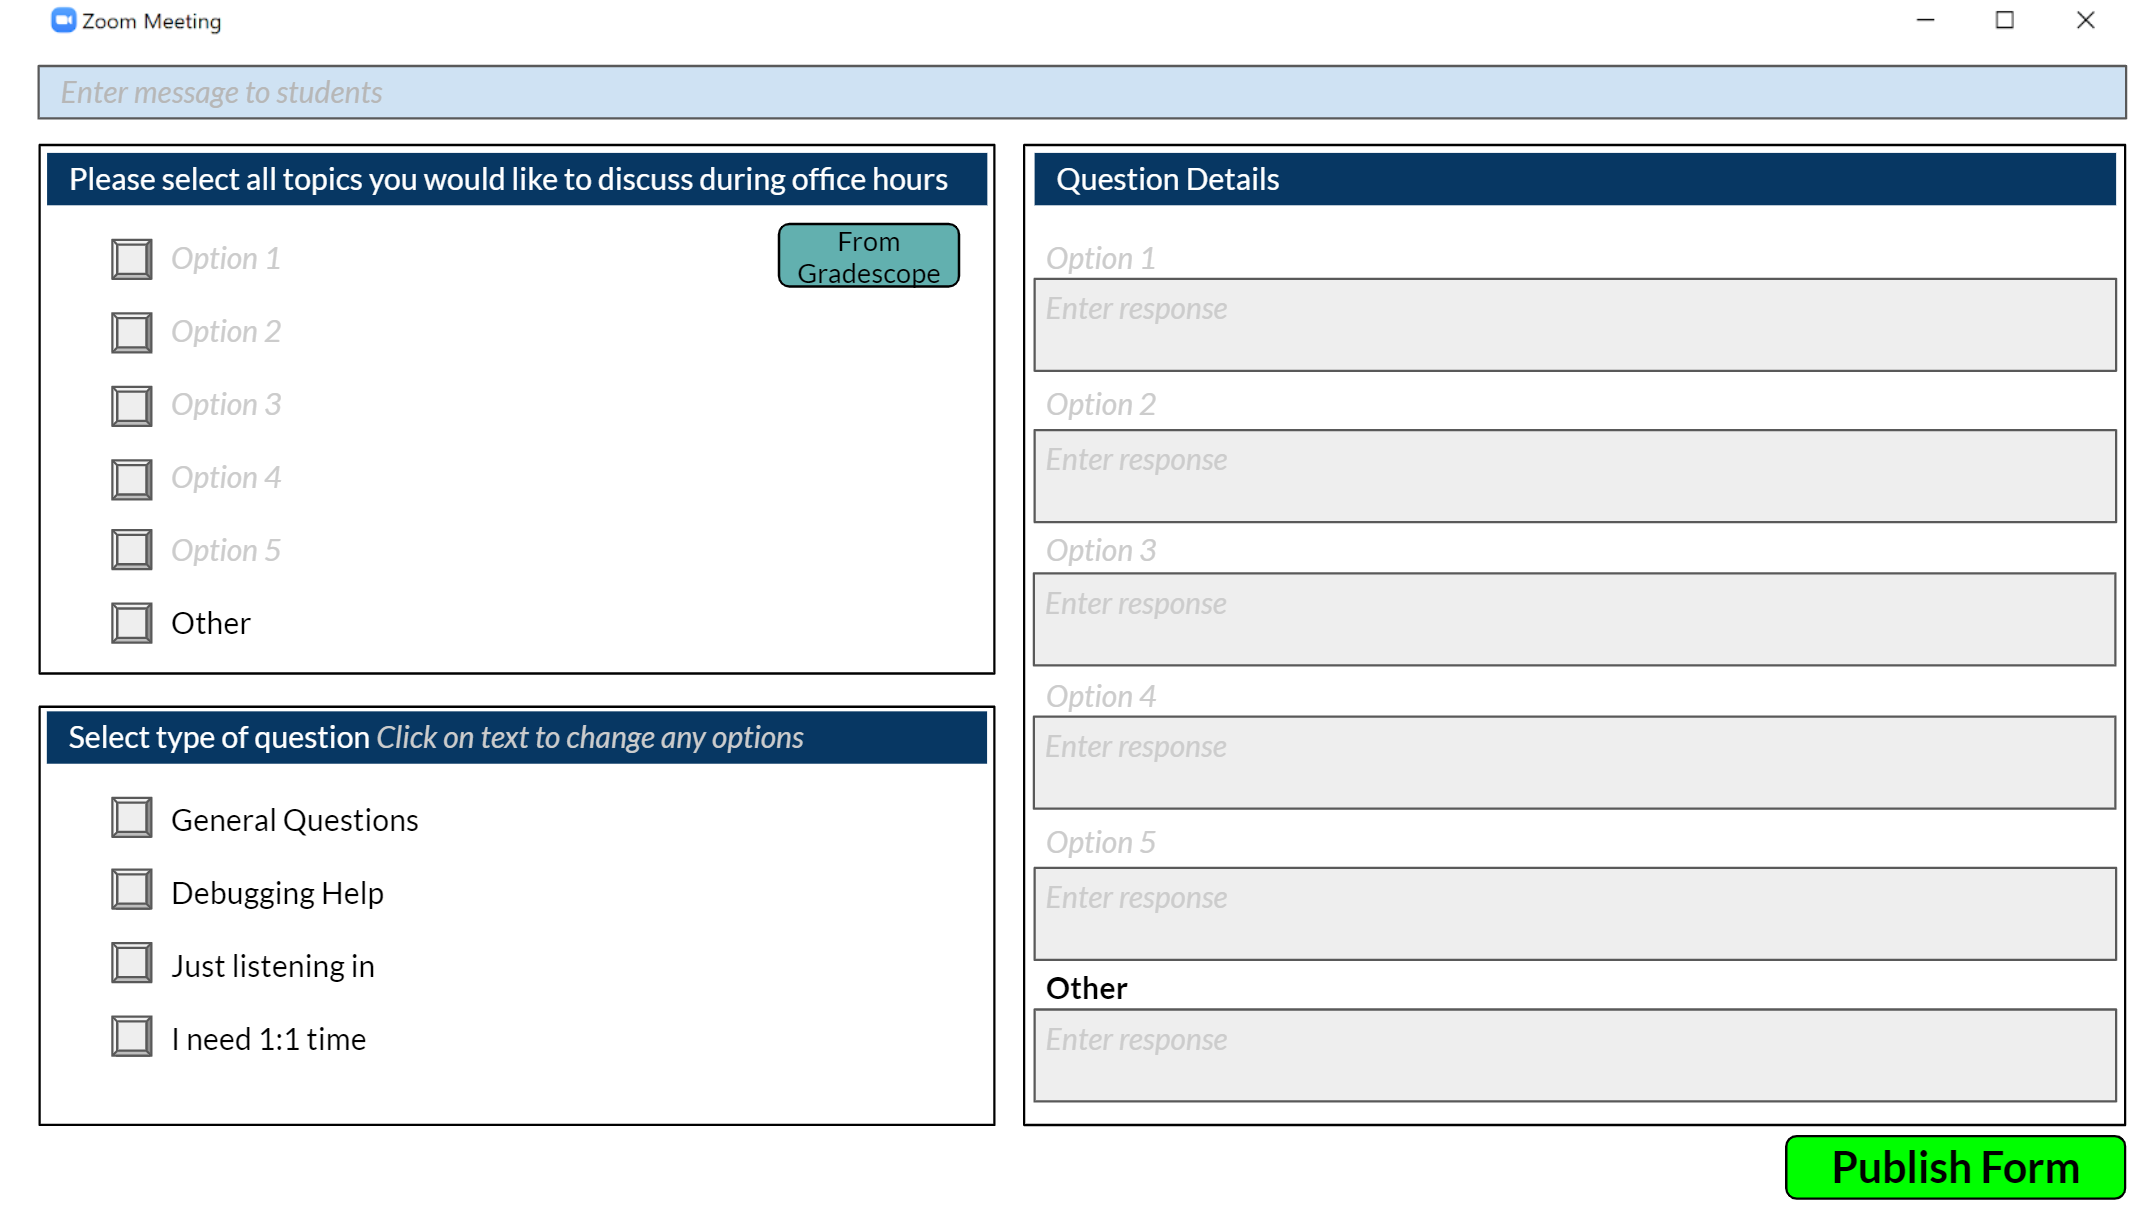 Zoom Meeting
Enter message to students
Please select all topics you would like to discuss during office hours
Option 1
From
Gradescope
Option 2
Option 3
Option 4
Option 5
Other
Select type of question Click on text to change any options
General Questions
Debugging Help
Just listening in
I need 1:1 time
Question Details
Option 1
Enter response
Option 2
Enter response
Option 3
Enter response
Option 4
Enter response
Option 5
Enter response
Other
Enter response
Publish Form